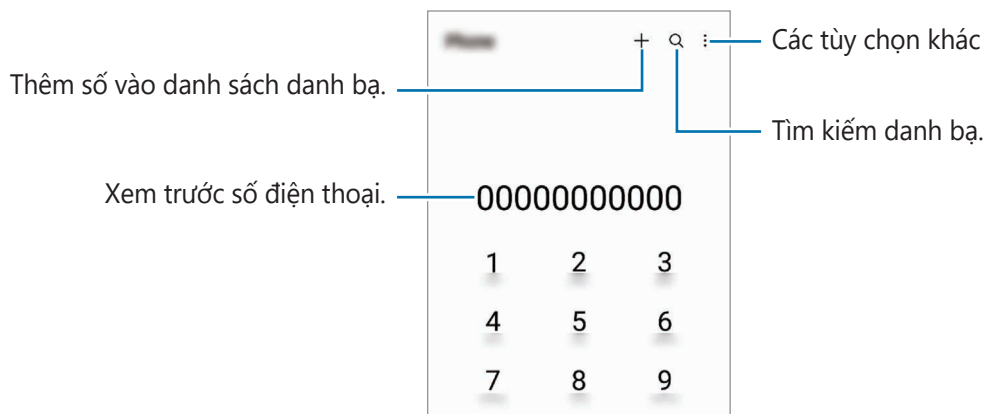 Các tùy chọn khác
Thêm số vào danh sách danh bạ.
Tìm kiếm danh bạ.
Xem trước số điện thoại.
00000000000
1 2 3
4 5 6
7 8 9